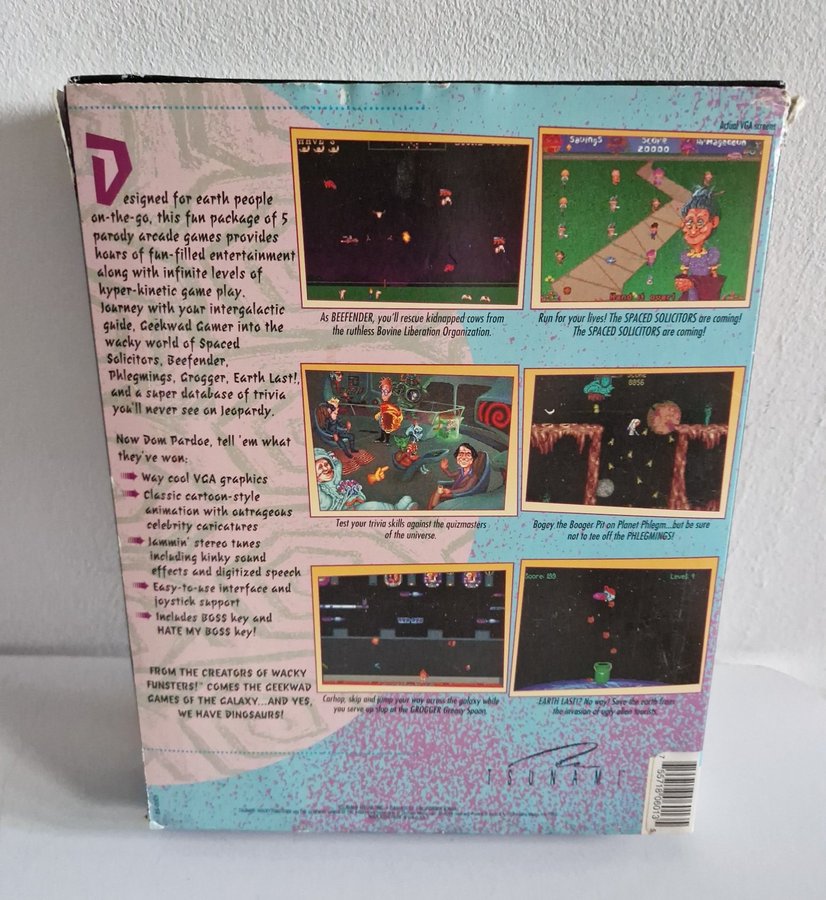 Actual VGA screens
Designed for earth people
on-the-go, this fun package of 5
parody arcade games provides
hours of fun-filled entertainment
along with infinite levels of
hyper-kinetic game play.
Journey with your intergalactic
guide, Geekwad Gamer into the
wacky world of Spaced
Solicitors, Beefender,
Phlegmings, Grogger, Earth Last!,
and a super database of trivia
you'll never see on Jeopardy.
Now Dom Pardoe, tell 'em what
they've won:
Way cool VGA graphics
Classic cartoon-style
animation with outrageous
celebrity caricatures
Jammin' stereo tunes
including kinky sound
effects and digitized speech
Easy-to-use interface and
joystick support
Includes BOSS key and
HATE MY BOSS key!
FROM THE CREATORS OF WACKY
FUNSTERS!™ COMES THE GEEKWAD
GAMES OF THE GALAXY...AND YES,
WE HAVE DINOSAURS!
As BEEFENDER, you'll rescue kidnapped cows from
the ruthless Bovine Liberation Organization.
Savings Score Armageddon
20000
Hand it over!
Run for your lives! The SPACED SOLICITORS are coming!
The SPACED SOLICITORS are coming!
Test your trivia skills against the quizmasters
of the universe.
SCORE
8856
Bogey the Booger Pit on Planet Phlegm...but be sure
not to tee off the PHLEGMINGS!
Carhop, skip and jump your way across the galaxy while
you serve up slop at the GROGGER Greasy Spoon.
Score: 100 Level: 4
EARTH LAST!? No way! Save the earth from
the invasion of ugly alien tourists.
TSUNAMI